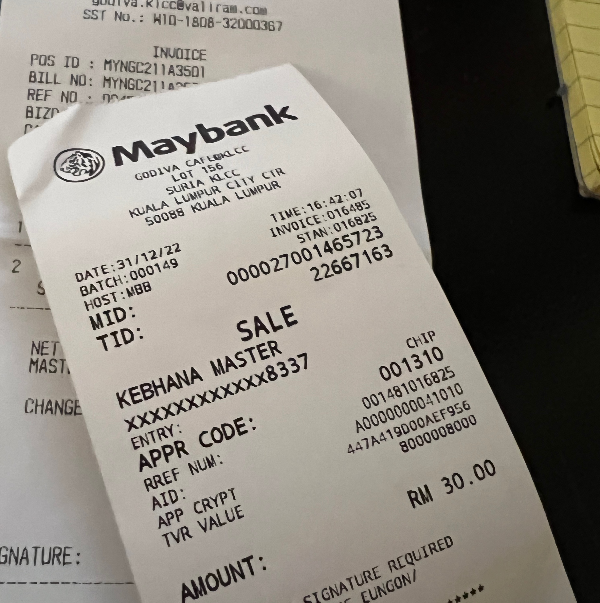 godiva.klcc@valiram.com
SST No.: W10-1808-32000367
INVOICE
POS ID : MYNGC211A3501
BILL NO: MYNGC211A
REF NO :
1
2
NET
MAST
CHANGE
GNATURE:
Maybank
GODIVA CAFE@KLCC
LOT 156
SURIA KLCC
KUALA LUMPUR CITY CTR
50088 KUALA LUMPUR
DATE:31/12/22 TIME:16:42:07
BATCH:000149 INVOICE:016485
HOST:MBB STAN:016825
MID: 000027001465723
TID: 22667163
SALE
KEBHANA MASTER
XXXXXXXXXXXX8337
ENTRY: CHIP
APPR CODE: 001310
RREF NUM: 001481016825
AID: A0000000041010
APP CRYPT 447A419D00AEF956
TVR VALUE 8000008000
AMOUNT: RM 30.00
SIGNATURE REQUIRED
EUNGON/